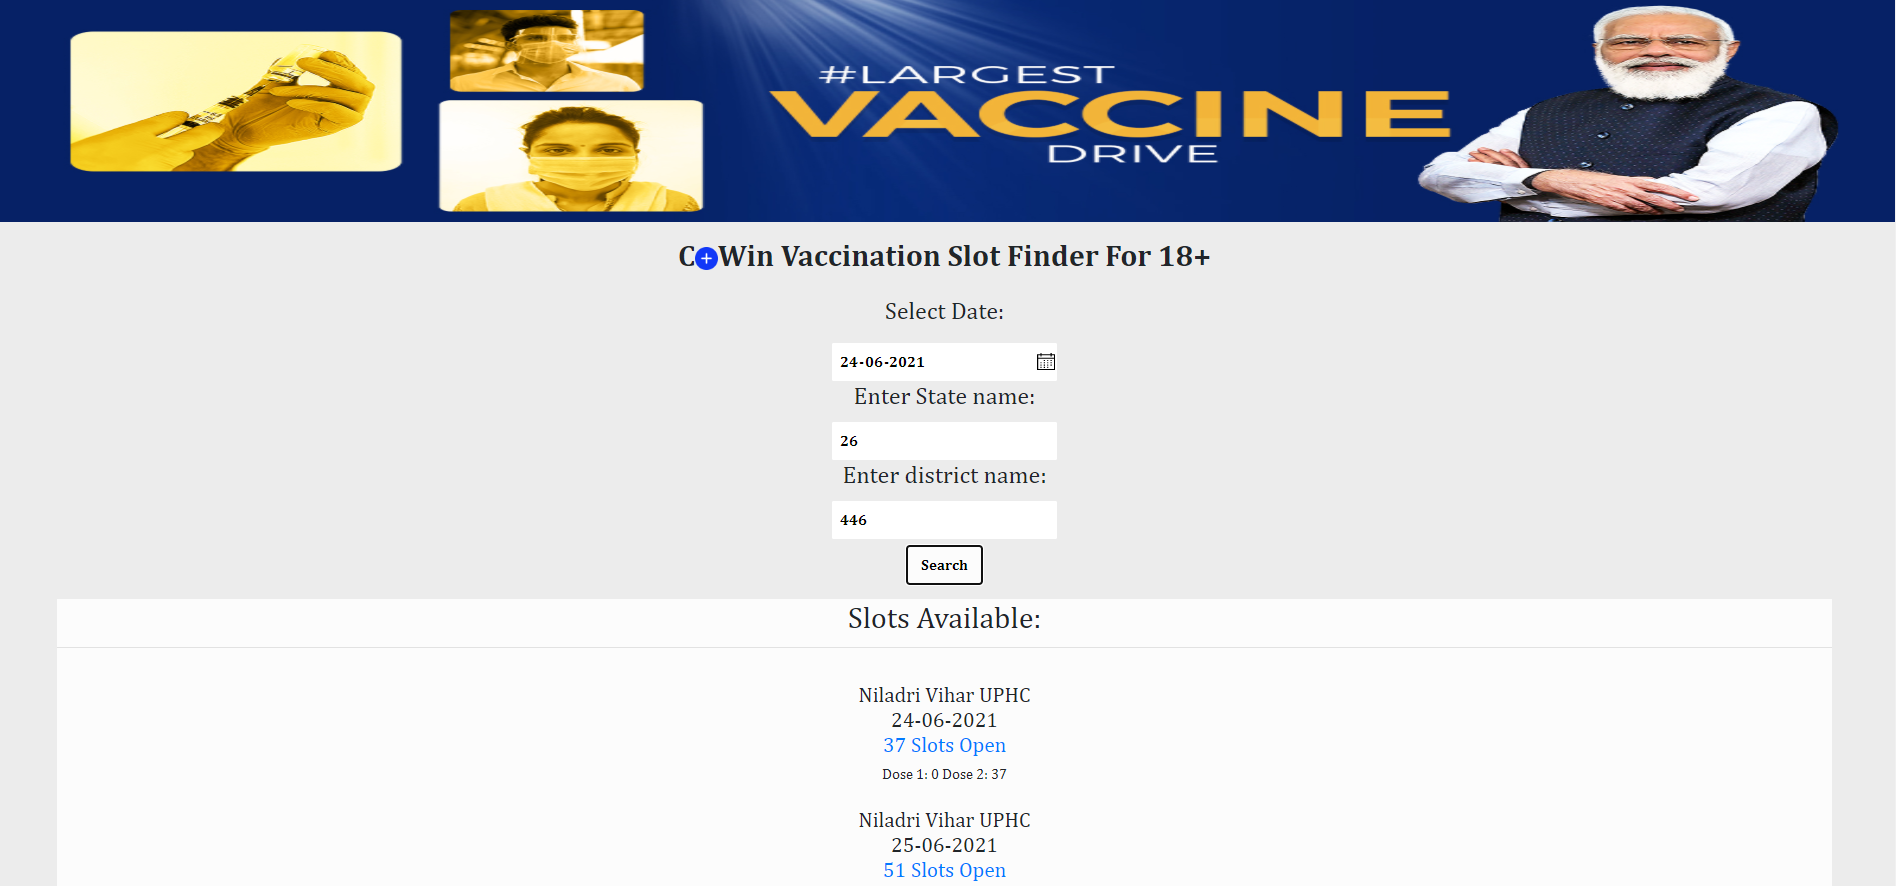 #LARGEST
VACCINE
DRIVE
C+Win Vaccination Slot Finder For 18+
Select Date:
24-06-2021
Enter State name:
26
Enter district name:
446
Search
Slots Available:
Niladri Vihar UPHC
24-06-2021
37 Slots Open
Dose 1: 0 Dose 2: 37
Niladri Vihar UPHC
25-06-2021
51 Slots Open